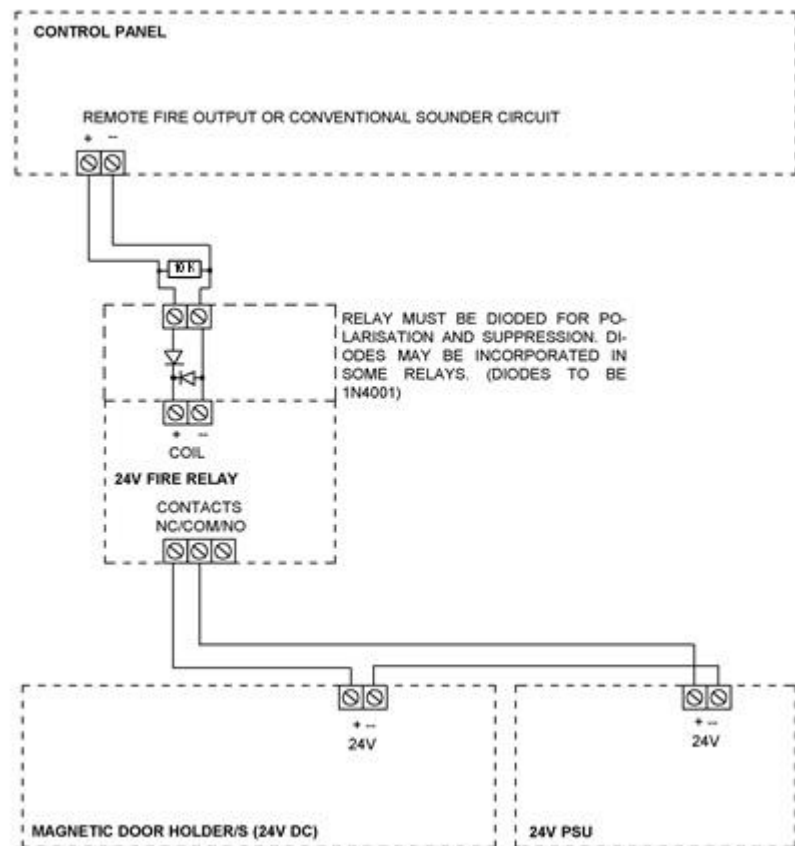 CONTROL PANEL
REMOTE FIRE OUTPUT OR CONVENTIONAL SOUNDER CIRCUIT
+ --
10 K
RELAY MUST BE DIODED FOR PO-
LARISATION AND SUPPRESSION. DI-
ODES MAY BE INCORPORATED IN
SOME RELAYS. (DIODES TO BE
1N4001)
+ --
COIL
24V FIRE RELAY
CONTACTS
NC/COM/NO
+ --
24V
+ --
24V
MAGNETIC DOOR HOLDER/S (24V DC)
24V PSU